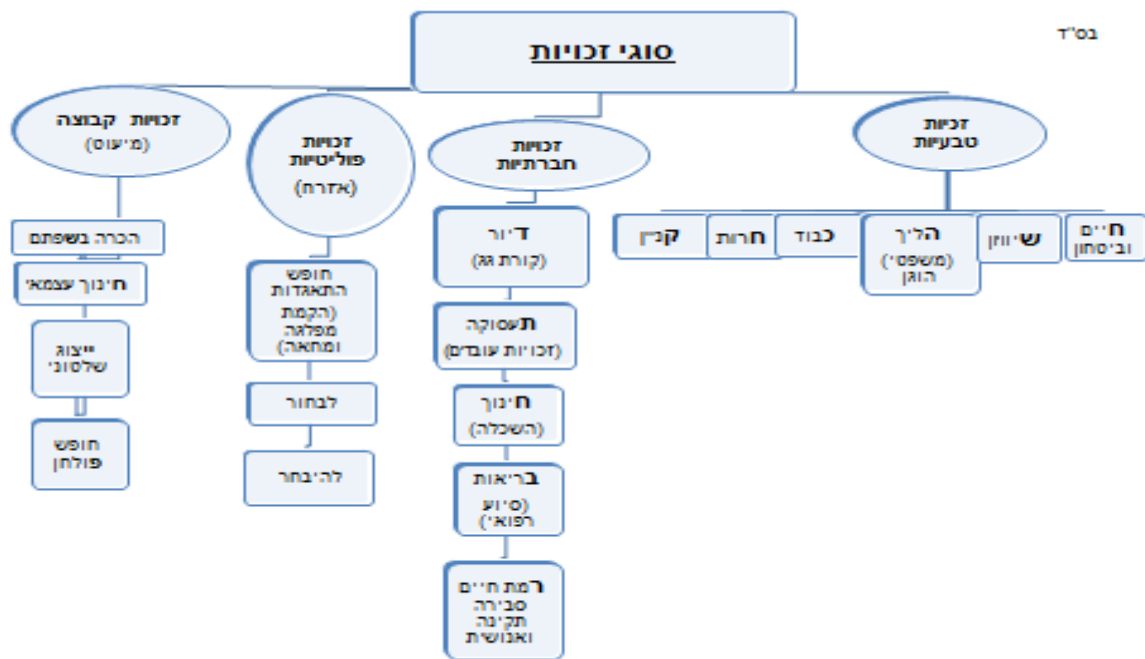 בס"ד
סוגי זכויות
זכיות
טבעיות
חיים
וביטחון
שיוויון
הליך
(משפטי)
הוגן
כבוד
חרות
קניין
זכויות
חברתיות
דיור
(קורת גג)
תעסוקה
(זכויות עובדים)
חינוך
(השכלה)
בריאות
(סיוע
רפואי)
רמת חיים
סבירה
תקינה
ואנושית
זכויות
פוליטיות
(אזרח)
חופש
התאגדות
(הקמת
מפלגה
ומחאה)
לבחור
להיבחר
זכויות קבוצה
(מיעוט)
הכרה בשפתם
חינוך עצמאי
ייצוג
שלטוני
חופש
פולחן